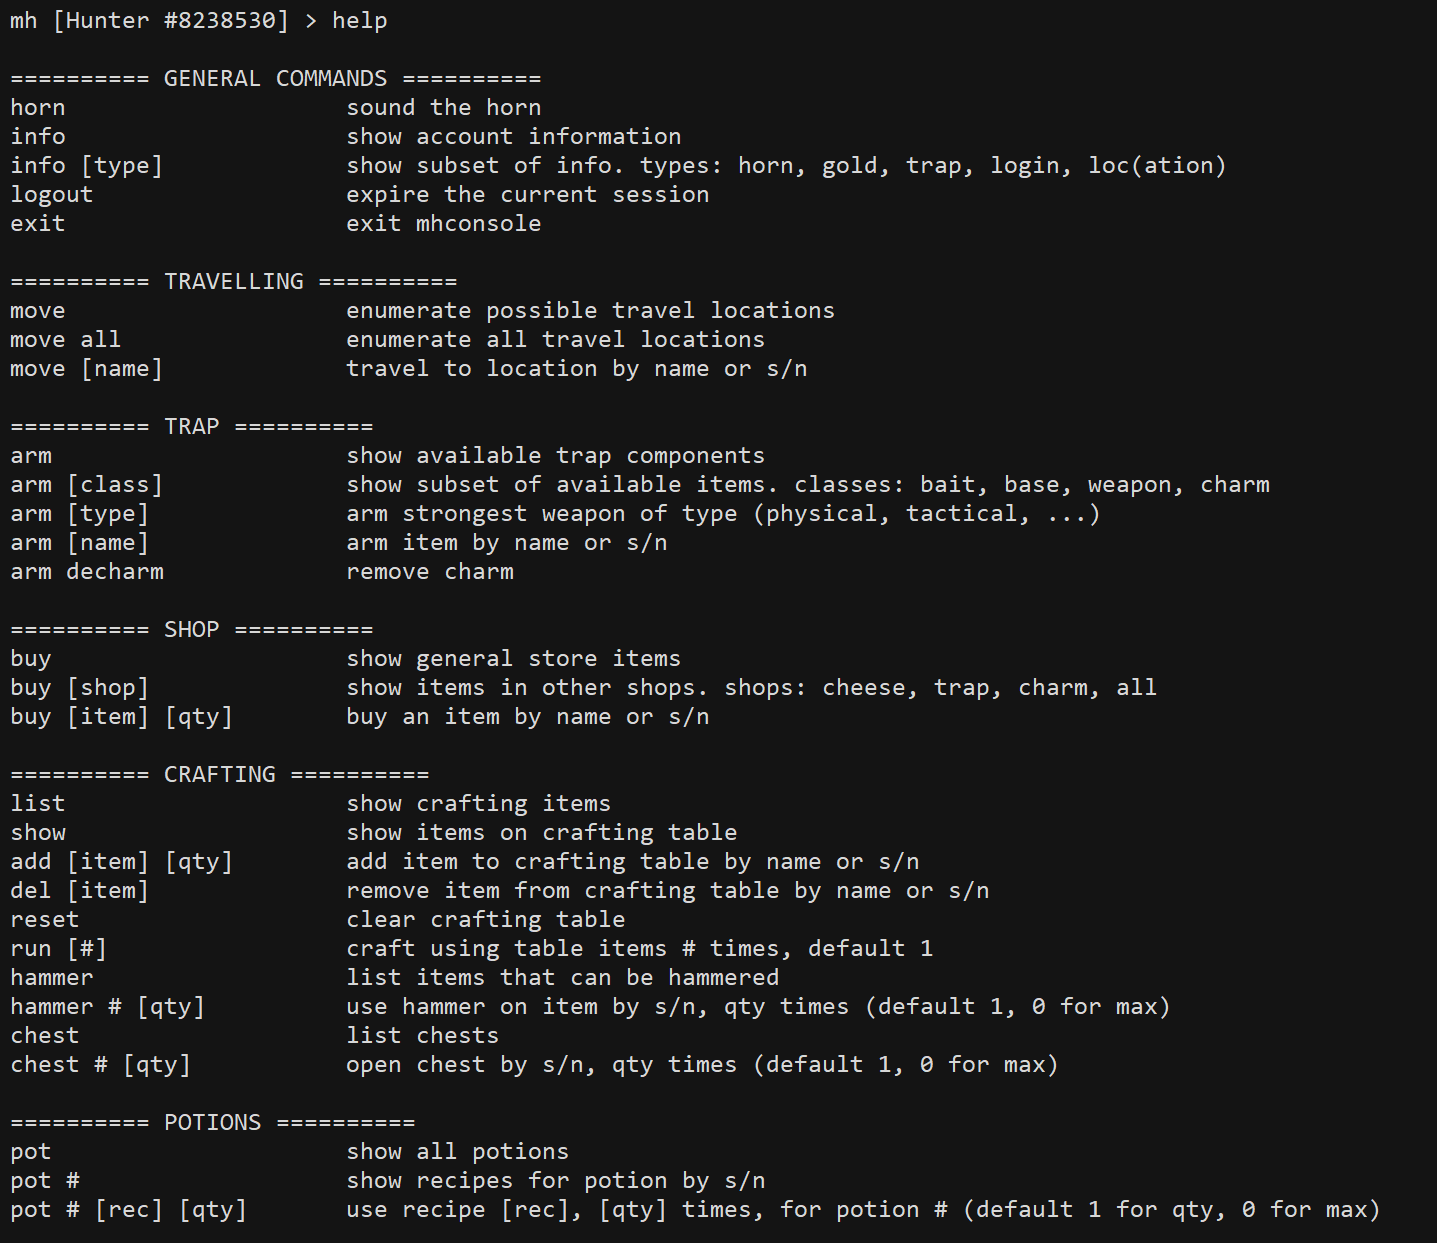 mh [Hunter #8238530] > help
========== GENERAL COMMANDS ==========
horn                    sound the horn
info                    show account information
info [type]             show subset of info. types: horn, gold, trap, login, loc(ation)
logout                  expire the current session
exit                    exit mhconsole
========== TRAVELLING ==========
move                    enumerate possible travel locations
move all                enumerate all travel locations
move [name]             travel to location by name or s/n
========== TRAP ==========
arm                     show available trap components
arm [class]             show subset of available items. classes: bait, base, weapon, charm
arm [type]              arm strongest weapon of type (physical, tactical, ...)
arm [name]              arm item by name or s/n
arm decharm             remove charm
========== SHOP ==========
buy                     show general store items
buy [shop]              show items in other shops. shops: cheese, trap, charm, all
buy [item] [qty]        buy an item by name or s/n
========== CRAFTING ==========
list                    show crafting items
show                    show items on crafting table
add [item] [qty]        add item to crafting table by name or s/n
del [item]              remove item from crafting table by name or s/n
reset                   clear crafting table
run [#]                 craft using table items # times, default 1
hammer                  list items that can be hammered
hammer # [qty]          use hammer on item by s/n, qty times (default 1, 0 for max)
chest                   list chests
chest # [qty]           open chest by s/n, qty times (default 1, 0 for max)
========== POTIONS ==========
pot                     show all potions
pot #                   show recipes for potion by s/n
pot # [rec] [qty]       use recipe [rec], [qty] times, for potion # (default 1 for qty, 0 for max)